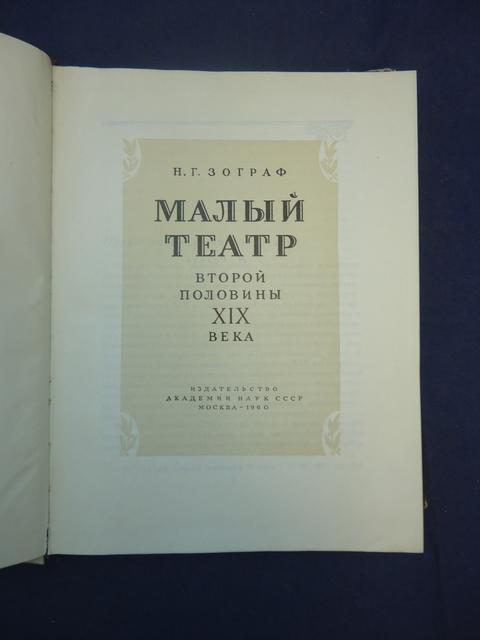 Н. Г. ЗОГРАФ
МАЛЫЙ
ТЕАТР
ВТОРОЙ
ПОЛОВИНЫ
XIX
ВЕКА
ИЗДАТЕЛЬСТВО
АКАДЕМИИ НАУК СССР
МОСКВА – 1960